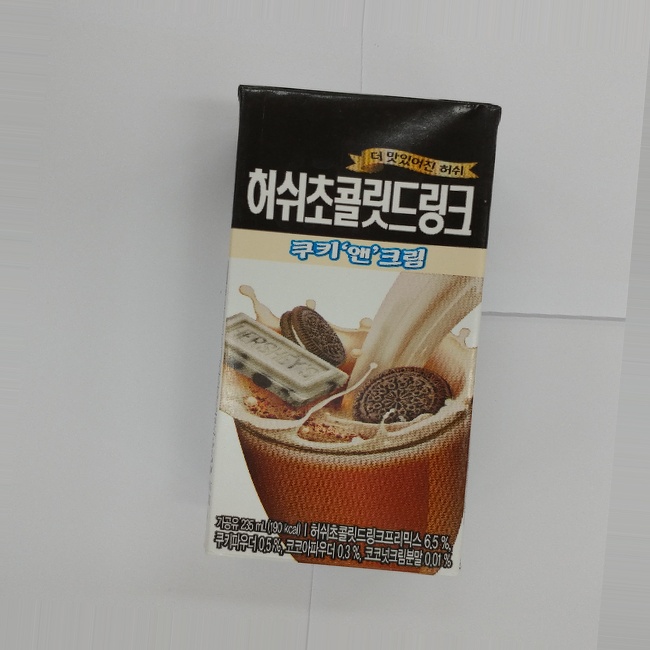 더 맛있어진 허쉬
허쉬초콜릿드링크
쿠키'앤'크림
HERSHEY'S
가공유 235 mL (190 kcal) | 허쉬초콜릿드링크프리믹스 6.5 %,
쿠키파우더 0.5 %, 코코아파우더 0.3 %, 코코넛크림분말 0.01 %